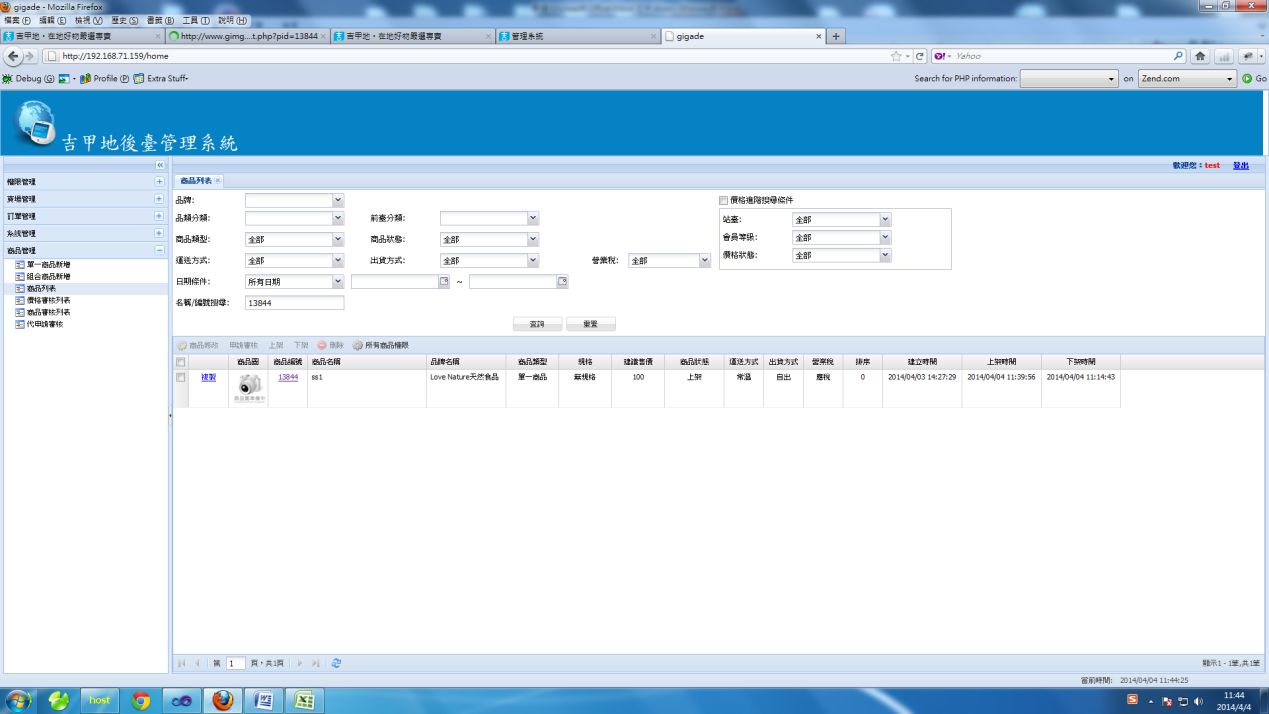 gigade - Mozilla Firefox
檔案(F) 編輯(E) 檢視(V) 歷史(S) 書籤(B) 工具(T) 說明(H)
吉甲地・在地好物嚴選專賣 http://www.gimg....t.php?pid=13844 吉甲地・在地好物嚴選專賣 管理系統 gigade
http://192.168.71.159/home Yahoo
Debug (G) Profile (P) Extra Stuff Search for PHP information: on Zend.com Go
吉甲地後臺管理系統
歡迎您：test 登出
權限管理
賣場管理
訂單管理
系統管理
商品管理
單一商品新增
組合商品新增
商品列表
價格審核列表
商品審核列表
代申請審核
商品列表
品牌: 價格進階搜尋條件
品類分類: 前臺分類: 站臺: 全部
商品類型: 全部 商品狀態: 全部 會員等級: 全部
運送方式: 全部 出貨方式: 全部 營業稅: 全部 價格狀態: 全部
日期條件: 所有日期 ~
名稱/編號搜尋: 13844
查詢 重置
商品修改 申請審核 上架 下架 刪除 所有商品權限
商品圖 商品編號 商品名稱 品牌名稱 商品類型 規格 建議售價 商品狀態 運送方式 出貨方式 營業稅 排序 建立時間 上架時間 下架時間
複製 13844 ss1 Love Nature天然食品 單一商品 無規格 100 上架 常溫 自出 應稅 0 2014/04/03 14:27:29 2014/04/04 11:39:56 2014/04/04 11:14:43
第 1 頁，共1頁 顯示1 - 1筆,共1筆
當前時間: 2014/04/04 11:44:25
host
11:44
2014/4/4